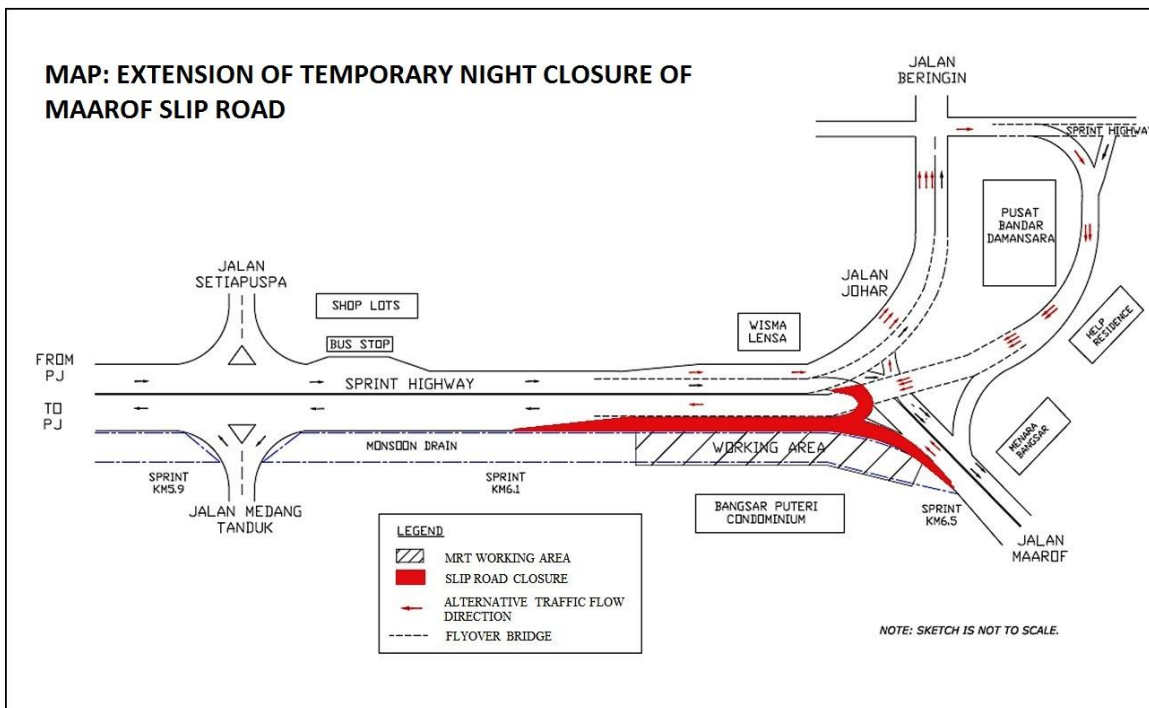 MAP: EXTENSION OF TEMPORARY NIGHT CLOSURE OF
MAAROF SLIP ROAD
JALAN
BERINGIN
SPRINT HIGHWAY
PUSAT
BANDAR
DAMANSARA
JALAN
SETIAPUSPA
SHOP LOTS
BUS STOP
JALAN
JOHAR
WISMA
LENSA
HELP
RESIDENCE
FROM
PJ
SPRINT HIGHWAY
TO
PJ
MONSOON DRAIN
WORKING AREA
MENARA
BANGSAR
SPRINT
KM5.9
SPRINT
KM6.1
JALAN MEDANG
TANDUK
BANGSAR PUTERI
CONDOMINIUM
SPRINT
KM6.5
JALAN
MAAROF
LEGEND
MRT WORKING AREA
SLIP ROAD CLOSURE
ALTERNATIVE TRAFFIC FLOW
DIRECTION
FLYOVER BRIDGE
NOTE: SKETCH IS NOT TO SCALE.